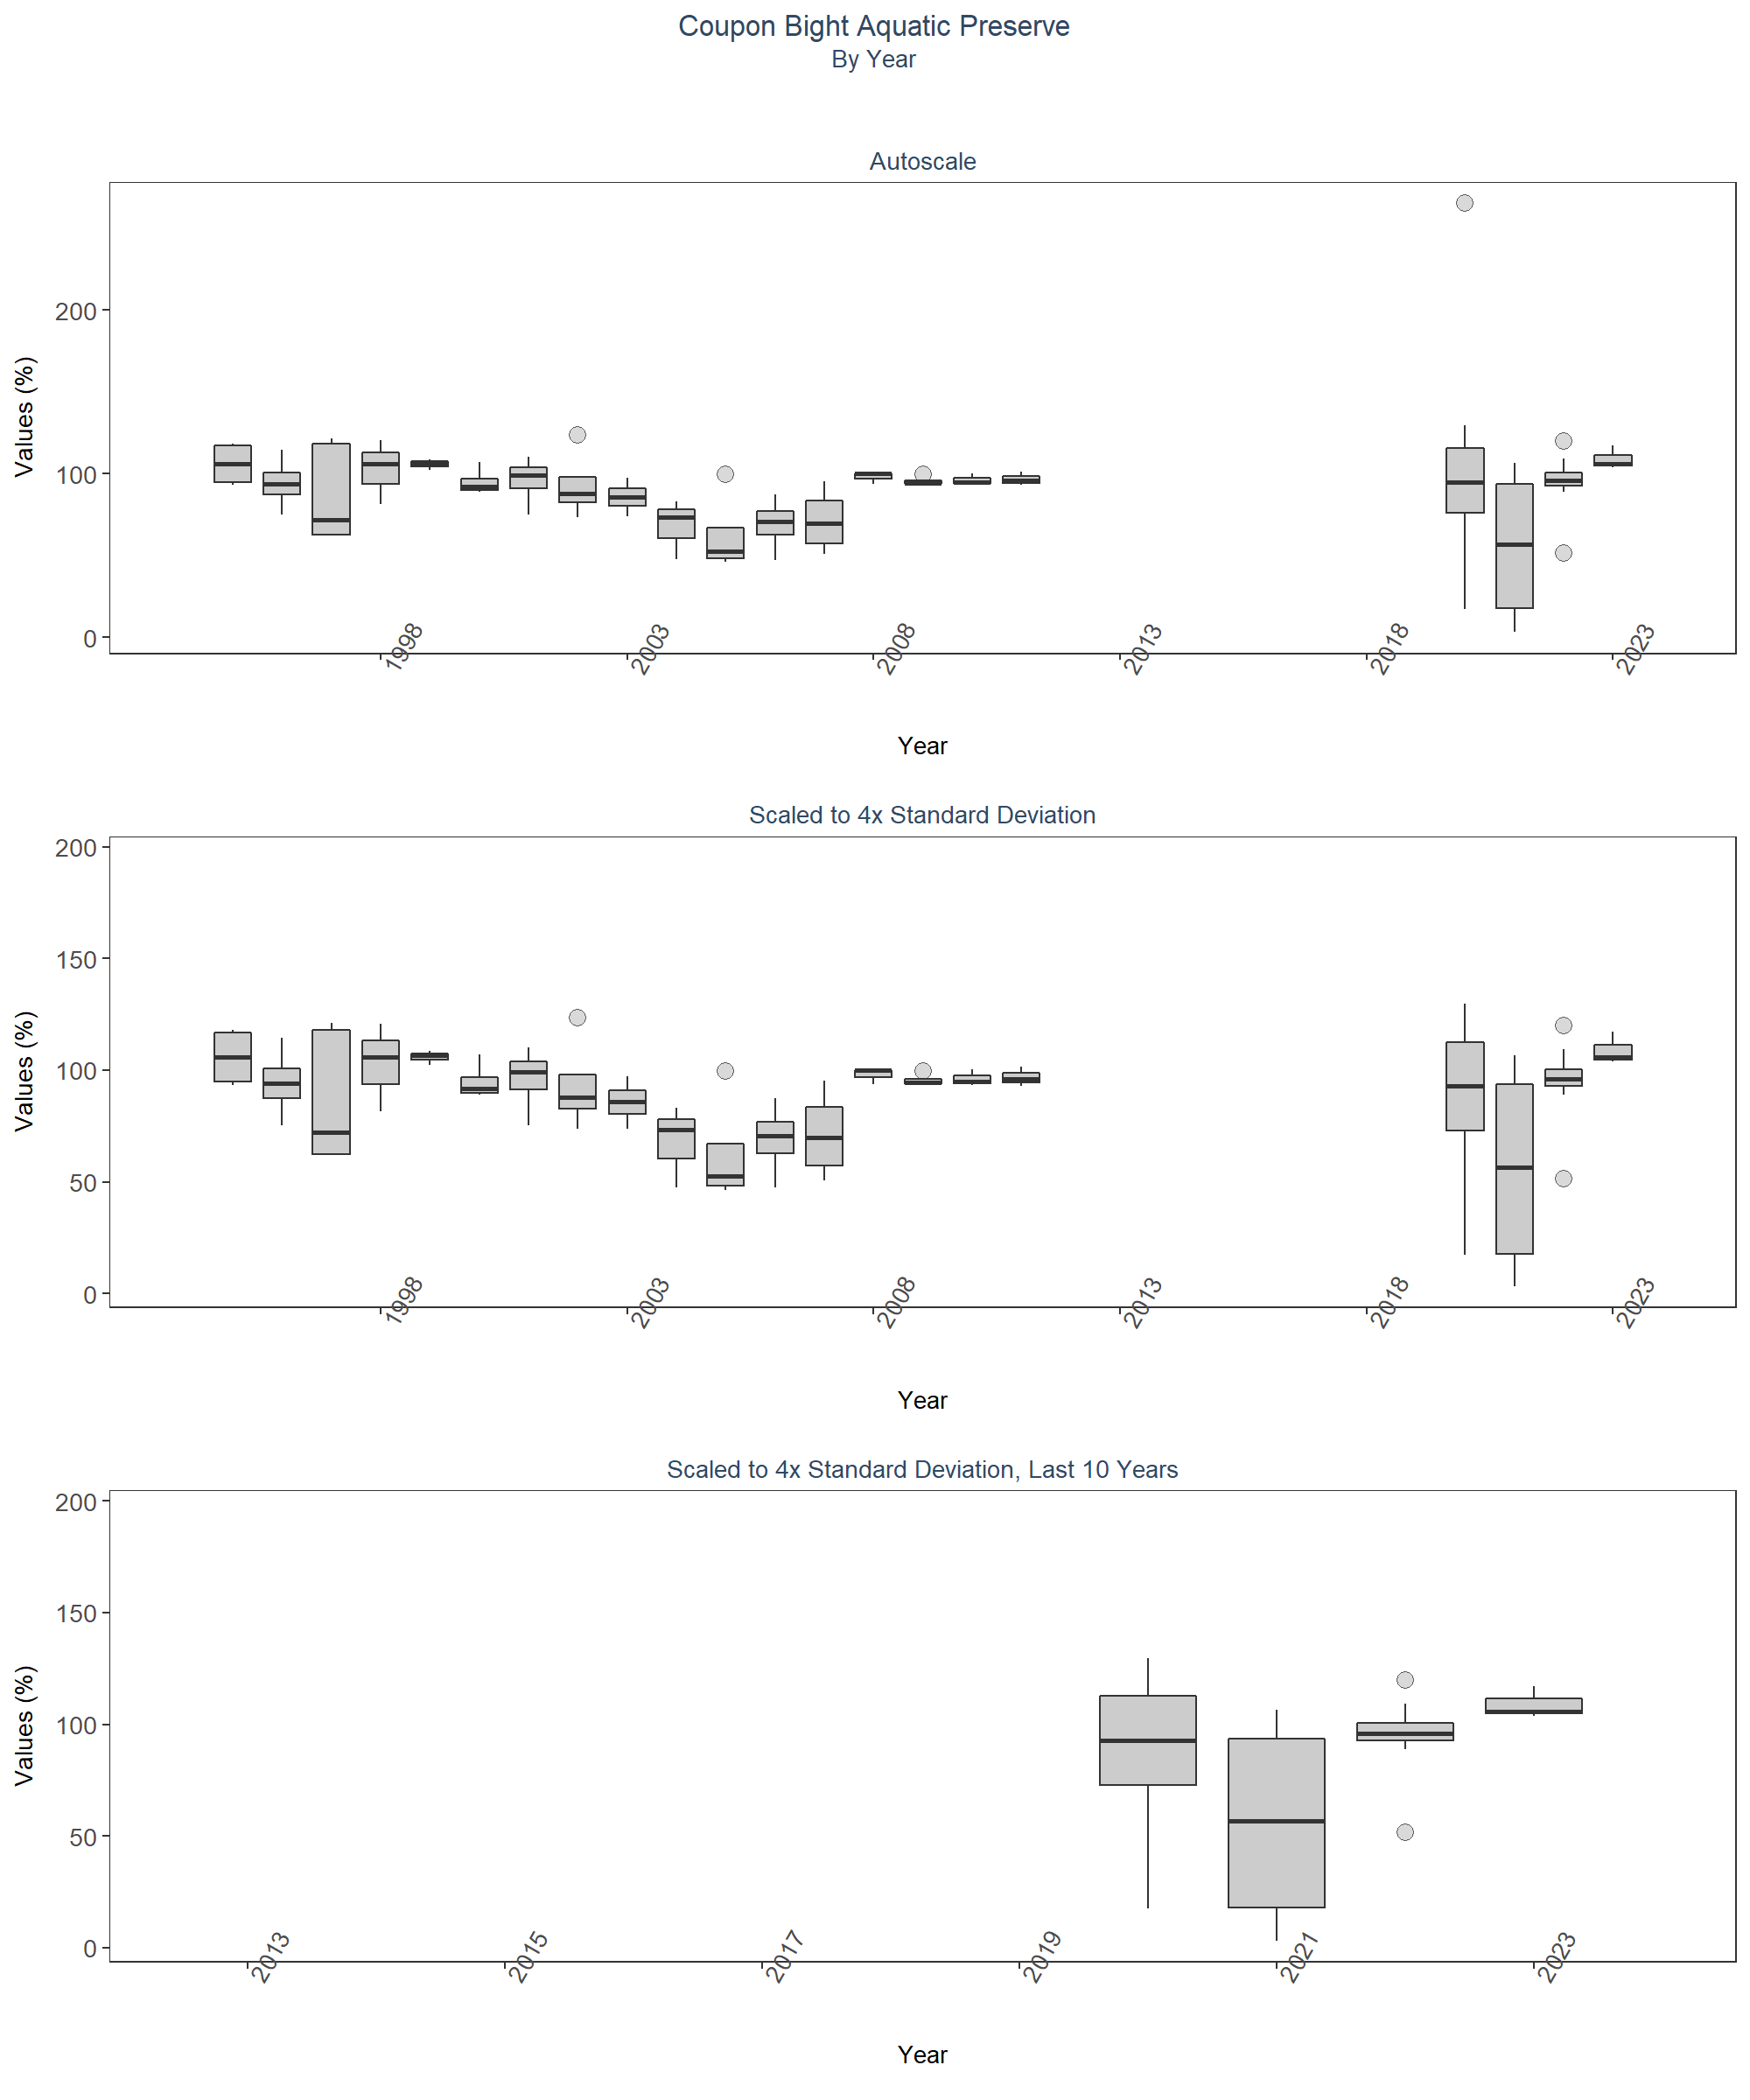 Coupon Bight Aquatic Preserve
By Year
Autoscale
Values (%)
200
100
0
1998 2003 2008 2013 2018 2023
Year
Scaled to 4x Standard Deviation
Values (%)
200
150
100
50
0
1998 2003 2008 2013 2018 2023
Year
Scaled to 4x Standard Deviation, Last 10 Years
Values (%)
200
150
100
50
0
2013 2015 2017 2019 2021 2023
Year